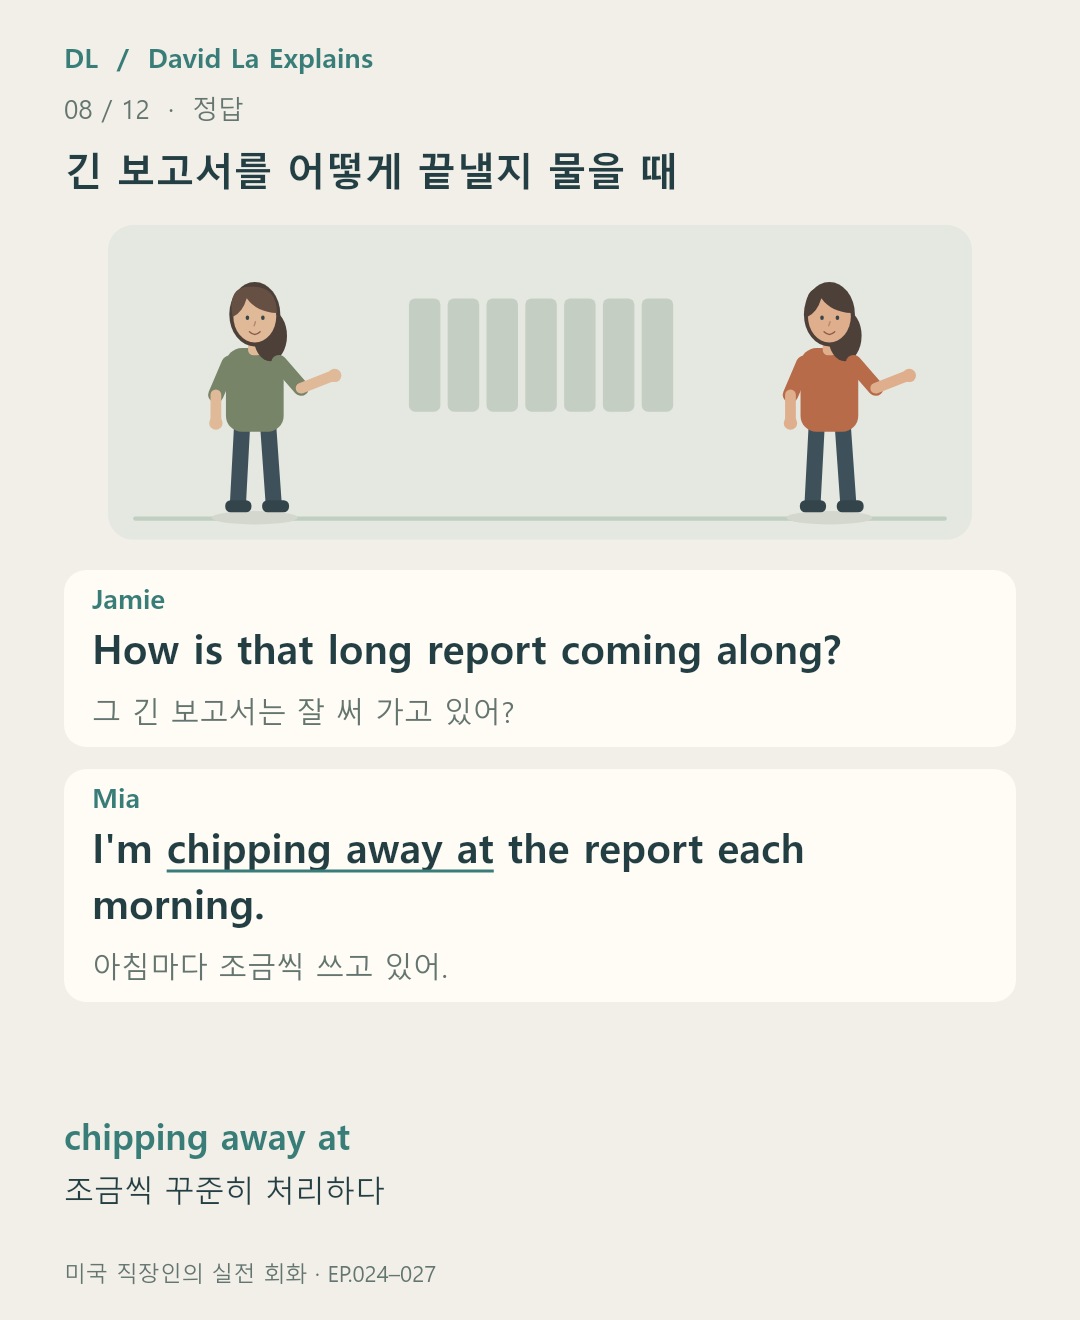 DL / David La Explains
08 / 12 · 정답
긴 보고서를 어떻게 끝낼지 물을 때
Jamie
How is that long report coming along?
그 긴 보고서는 잘 써 가고 있어?
Mia
I'm chipping away at the report each
morning.
아침마다 조금씩 쓰고 있어.
chipping away at
조금씩 꾸준히 처리하다
미국 직장인의 실전 회화 · EP.024–027